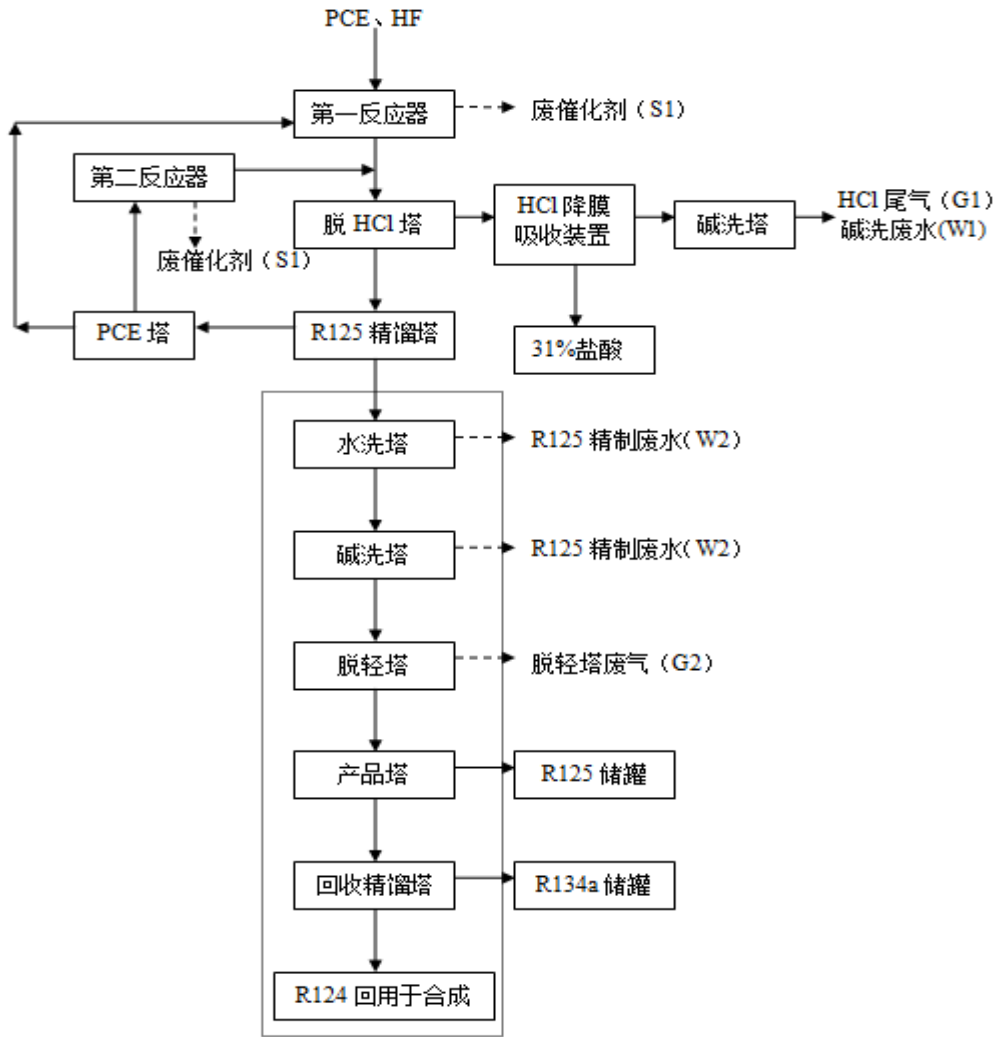 PCE、HF
第一反应器
废催化剂（S1）
第二反应器
脱 HCl 塔
HCl 降膜
吸收装置
碱洗塔
HCl 尾气（G1）
碱洗废水(W1)
废催化剂（S1）
PCE 塔
R125 精馏塔
31%盐酸
水洗塔
R125 精制废水(W2)
碱洗塔
R125 精制废水(W2)
脱轻塔
脱轻塔废气（G2）
产品塔
R125 储罐
回收精馏塔
R134a 储罐
R124 回用于合成